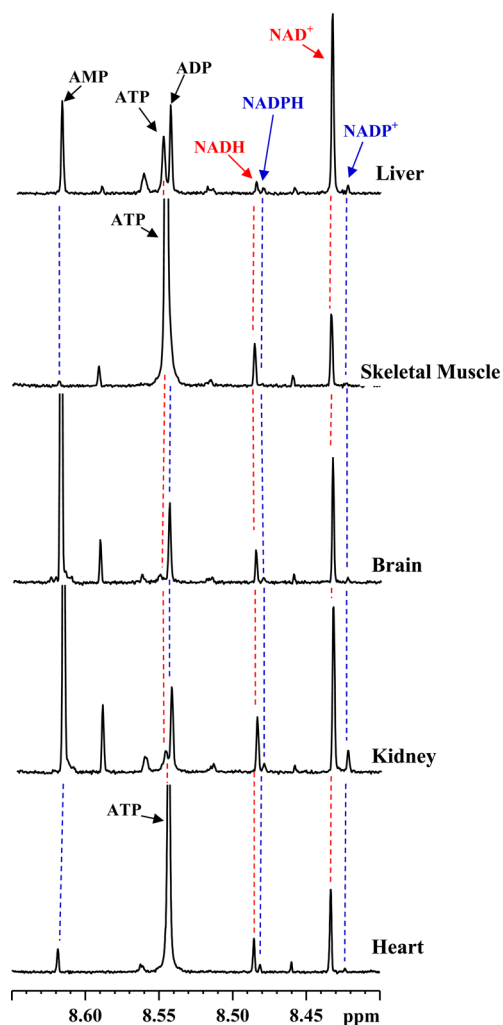 NAD+
ADP
AMP
ATP
NADPH
NADP+
NADH
Liver
ATP
Skeletal Muscle
Brain
Kidney
ATP
Heart
8.60 8.55 8.50 8.45 ppm